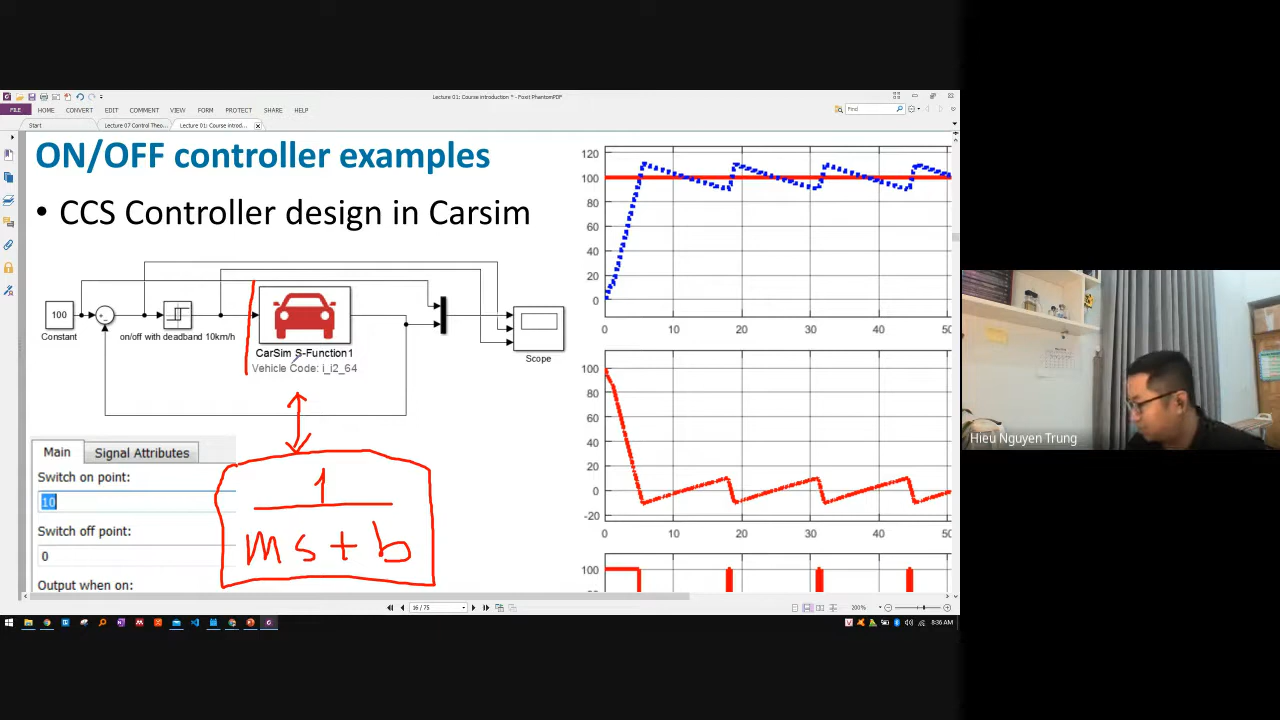 Lecture 01: Course introduction * - Foxit PhantomPDF
FILE HOME CONVERT EDIT COMMENT VIEW FORM PROTECT SHARE HELP
Find
Start Lecture 07 Control Theo... Lecture 01: Course introd...
ON/OFF controller examples
• CCS Controller design in Carsim
100
Constant
+
-
on/off with deadband 10km/h
CarSim S-Function1
Vehicle Code: i_i2_64
Scope
Main Signal Attributes
Switch on point:
10
Switch off point:
0
Output when on:
1
ms+b
120
100
80
60
40
20
0
0 10 20 30 40 50
100
80
60
40
20
0
-20
0 10 20 30 40 50
100
Hieu Nguyen Trung
16 / 75
200%
8:36 AM